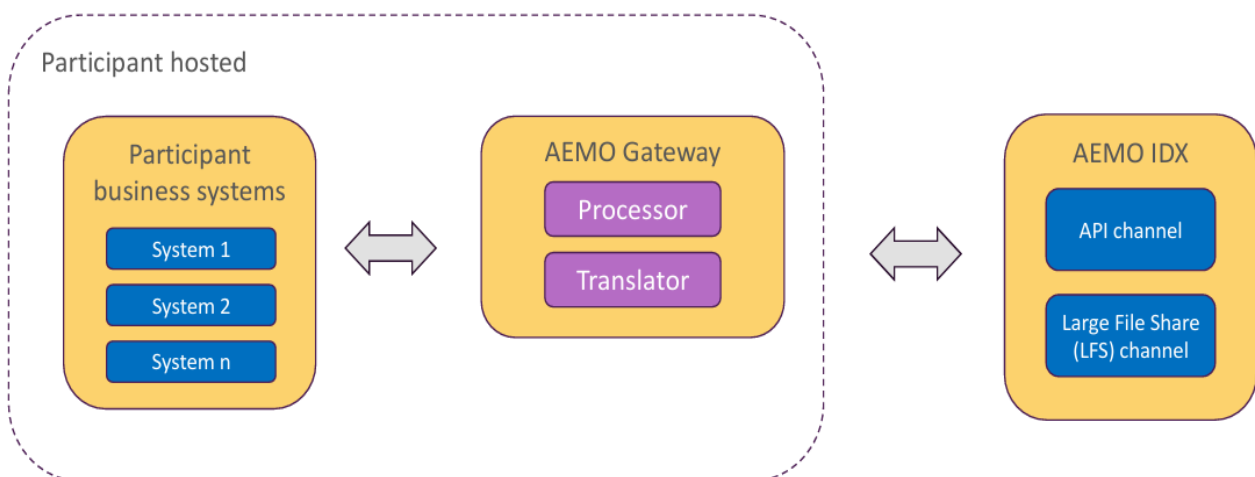 Participant hosted
Participant
business systems
System 1
System 2
System n
AEMO Gateway
Processor
Translator
AEMO IDX
API channel
Large File Share
(LFS) channel